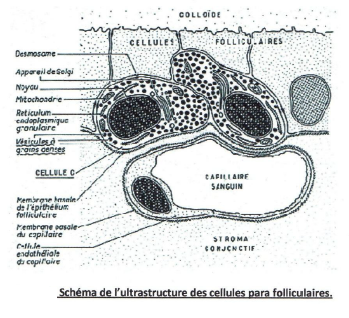 COLLOÏDE
CELLULES FOLLICULAIRES
Desmosome
Appareil de Golgi
Noyau
Mitochondrie
Reticulum
endoplasmique
granulaire
Vésicules à
grains denses
CELLULE C
Membrane basale
de l'épithélium
folliculaire
Membrane basale
du capillaire
Cellule
endothéliale
du capillaire
CAPILLAIRE
SANGUIN
STROMA
CONJONCTIF
Schéma de l'ultrastructure des cellules para folliculaires.